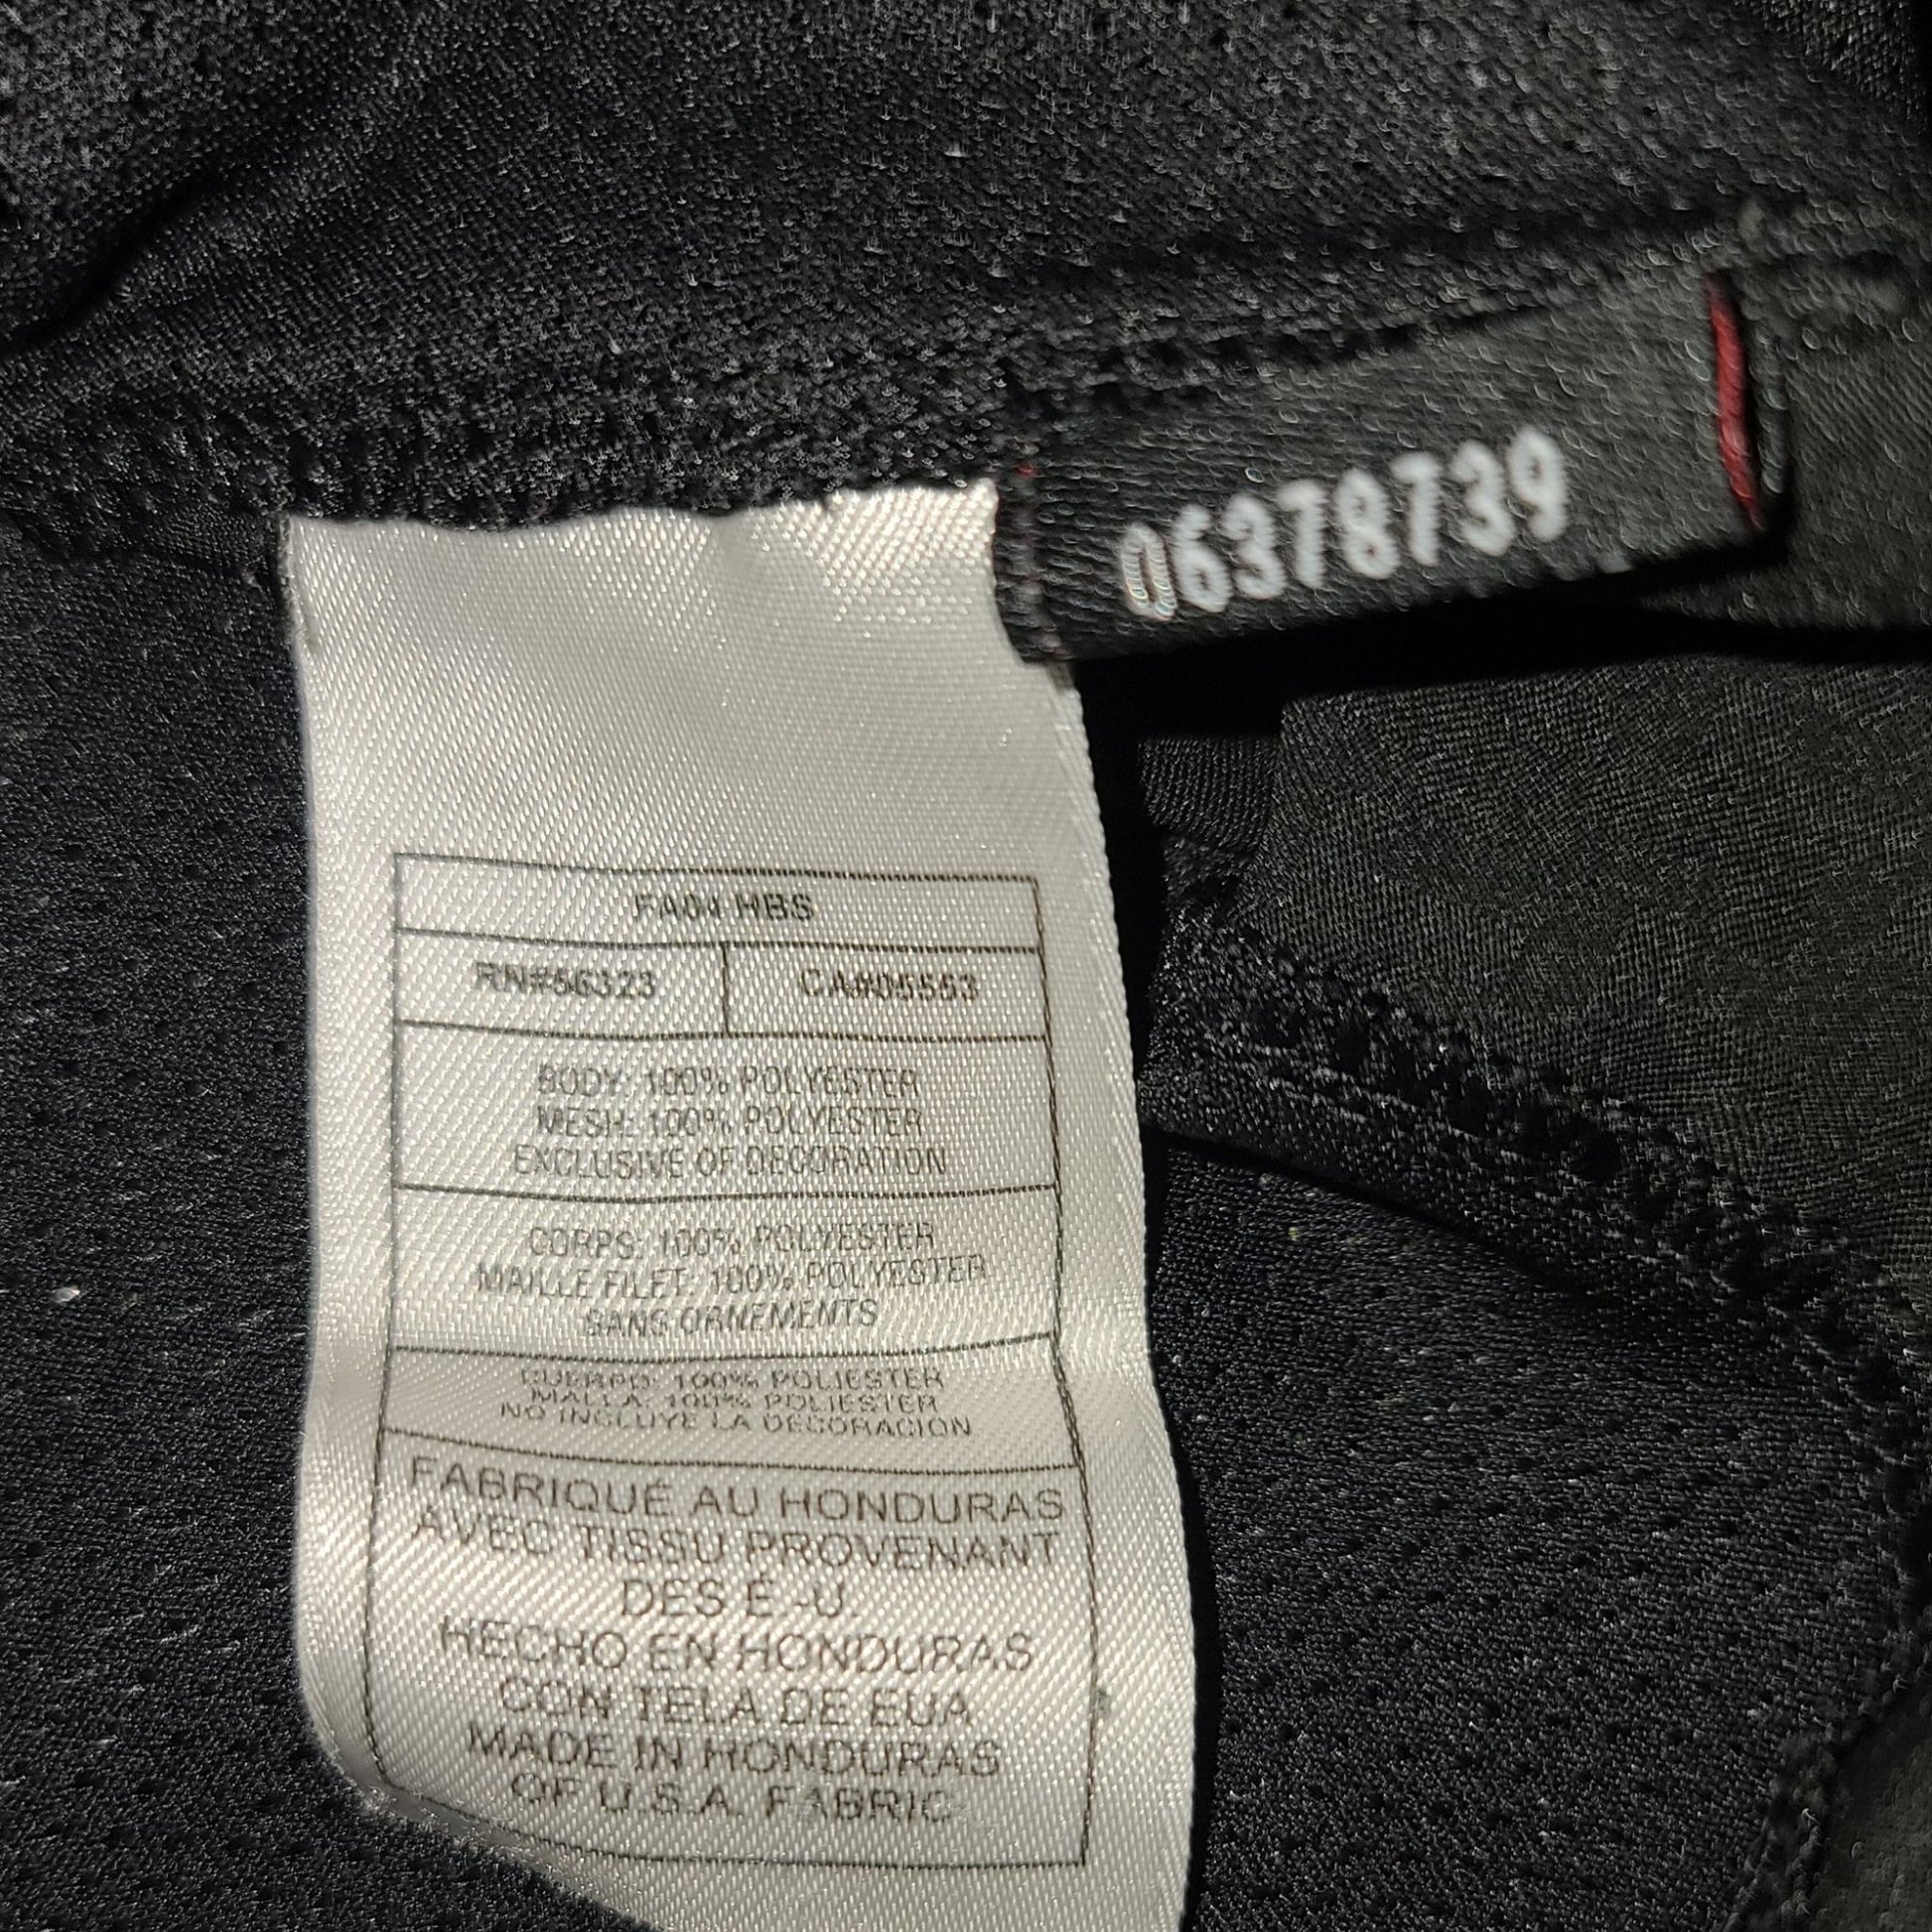 06378739
FA04 HBS
RN#56323 CA#05553
BODY: 100% POLYESTER
MESH: 100% POLYESTER
EXCLUSIVE OF DECORATION
CORPS: 100% POLYESTER
MAILLE FILET: 100% POLYESTER
SANS ORNEMENTS
CUERPO: 100% POLIESTER
MALLA: 100% POLIESTER
NO INCLUYE LA DECORACION
FABRIQUÉ AU HONDURAS
AVEC TISSU PROVENANT
DES É.-U.
HECHO EN HONDURAS
CON TELA DE EUA
MADE IN HONDURAS
OF U.S.A. FABRIC